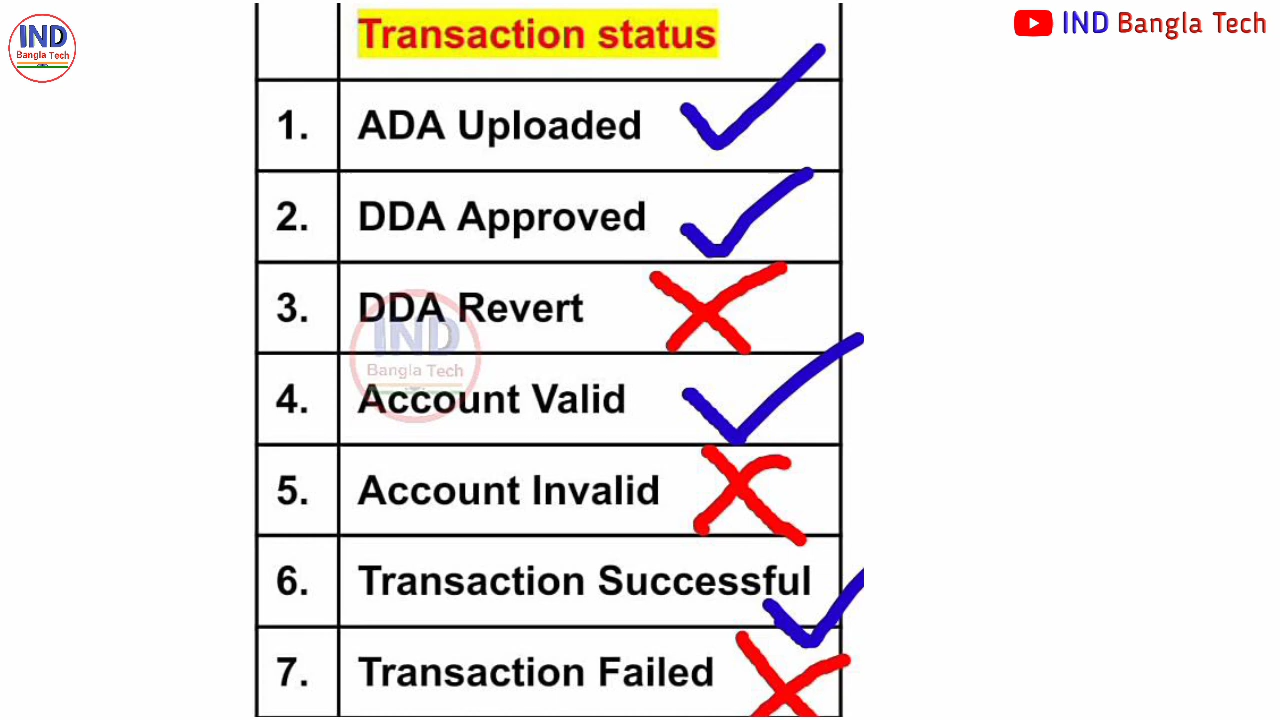 IND
Bangla Tech
Transaction status
IND Bangla Tech
1. ADA Uploaded
2. DDA Approved
3. DDA Revert
IND
Bangla Tech
4. Account Valid
5. Account Invalid
6. Transaction Successful
7. Transaction Failed